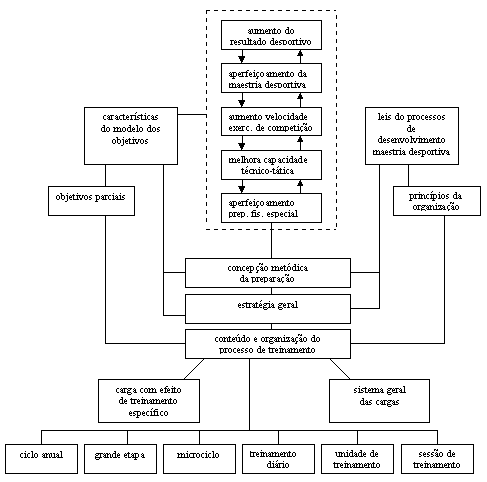 aumento do
resultado desportivo
aperfeiçoamento da
maestria desportiva
aumento velocidade
exerc. de competição
melhora capacidade
técnico-tática
aperfeiçoamento
prep. fis. especial
características
do modelo dos
objetivos
leis do processos
de
desenvolvimento
maestria desportiva
objetivos parciais
princípios da
organização
concepção metódica
da preparação
estratégia geral
conteúdo e organização do
processo de treinamento
carga com efeito
de treinamento
específico
sistema geral
das cargas
ciclo anual
grande etapa
microciclo
treinamento
diário
unidade de
treinamento
sessão de
treinamento